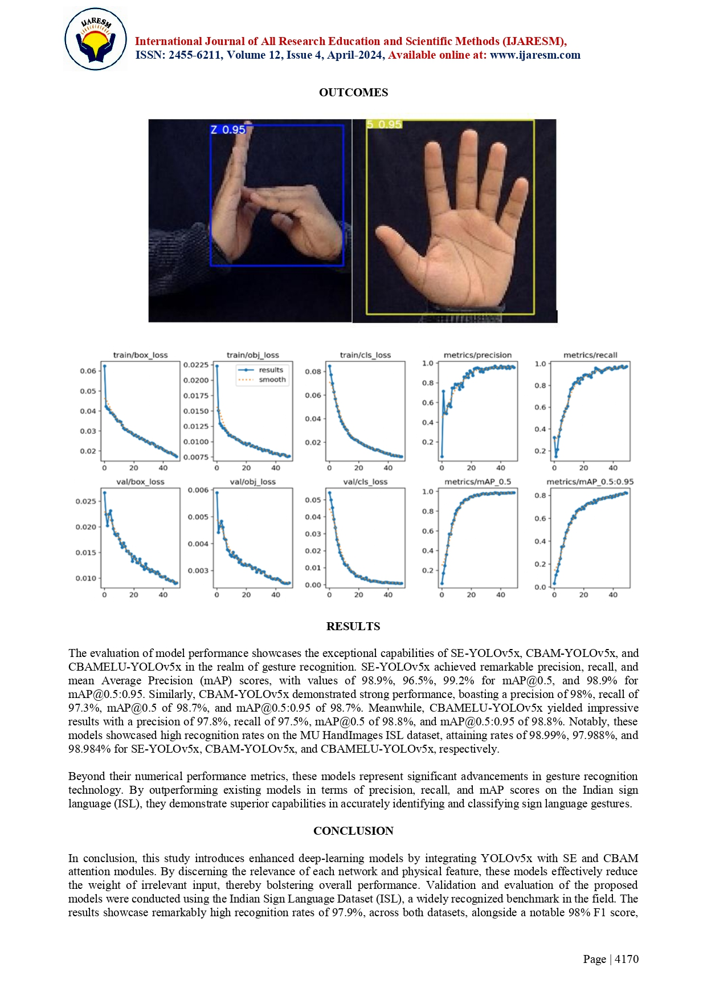 IJARESM
International Journal of All Research Education and Scientific Methods (IJARESM),
ISSN: 2455-6211, Volume 12, Issue 4, April-2024, Available online at: www.ijaresm.com
OUTCOMES
Z 0.95
5 0.95
train/box_loss
0.06
0.05
0.04
0.03
0.02
0 20 40
train/obj_loss
results
smooth
0.0225
0.0200
0.0175
0.0150
0.0125
0.0100
0.0075
0 20 40
train/cls_loss
0.08
0.06
0.04
0.02
0 20 40
metrics/precision
1.0
0.8
0.6
0.4
0.2
0 20 40
metrics/recall
1.0
0.8
0.6
0.4
0.2
0 20 40
val/box_loss
0.025
0.020
0.015
0.010
0 20 40
val/obj_loss
0.006
0.005
0.004
0.003
0 20 40
val/cls_loss
0.05
0.04
0.03
0.02
0.01
0.00
0 20 40
metrics/mAP_0.5
1.0
0.8
0.6
0.4
0.2
0 20 40
metrics/mAP_0.5:0.95
0.8
0.6
0.4
0.2
0.0
0 20 40
RESULTS
The evaluation of model performance showcases the exceptional capabilities of SE-YOLOv5x, CBAM-YOLOv5x, and
CBAMELU-YOLOv5x in the realm of gesture recognition. SE-YOLOv5x achieved remarkable precision, recall, and
mean Average Precision (mAP) scores, with values of 98.9%, 96.5%, 99.2% for mAP@0.5, and 98.9% for
mAP@0.5:0.95. Similarly, CBAM-YOLOv5x demonstrated strong performance, boasting a precision of 98%, recall of
97.3%, mAP@0.5 of 98.7%, and mAP@0.5:0.95 of 98.7%. Meanwhile, CBAMELU-YOLOv5x yielded impressive
results with a precision of 97.8%, recall of 97.5%, mAP@0.5 of 98.8%, and mAP@0.5:0.95 of 98.8%. Notably, these
models showcased high recognition rates on the MU HandImages ISL dataset, attaining rates of 98.99%, 97.988%, and
98.984% for SE-YOLOv5x, CBAM-YOLOv5x, and CBAMELU-YOLOv5x, respectively.
Beyond their numerical performance metrics, these models represent significant advancements in gesture recognition
technology. By outperforming existing models in terms of precision, recall, and mAP scores on the Indian sign
language (ISL), they demonstrate superior capabilities in accurately identifying and classifying sign language gestures.
CONCLUSION
In conclusion, this study introduces enhanced deep-learning models by integrating YOLOv5x with SE and CBAM
attention modules. By discerning the relevance of each network and physical feature, these models effectively reduce
the weight of irrelevant input, thereby bolstering overall performance. Validation and evaluation of the proposed
models were conducted using the Indian Sign Language Dataset (ISL), a widely recognized benchmark in the field. The
results showcase remarkably high recognition rates of 97.9%, across both datasets, alongside a notable 98% F1 score,
Page | 4170